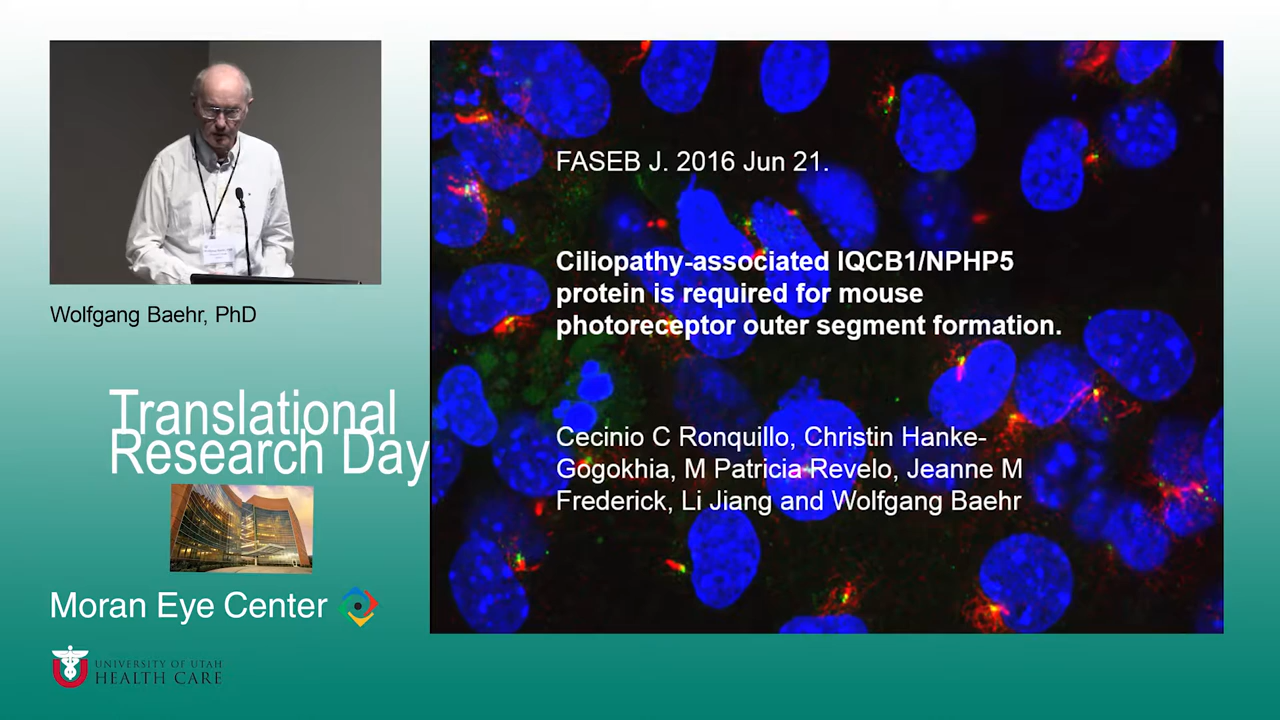 Wolfgang Baehr, PhD
Translational
Research Day
Moran Eye Center
UNIVERSITY OF UTAH
HEALTH CARE
FASEB J. 2016 Jun 21.
Ciliopathy-associated IQCB1/NPHP5
protein is required for mouse
photoreceptor outer segment formation.
Cecinio C Ronquillo, Christin Hanke-
Gogokhia, M Patricia Revelo, Jeanne M
Frederick, Li Jiang and Wolfgang Baehr